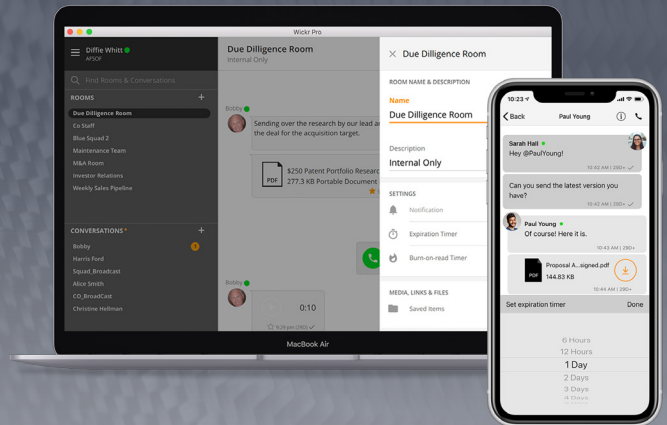 Wickr Pro
Diffie Whitt
AFSOF
Find Rooms & Conversations
ROOMS +
Due Dilligence Room
Co Staff
Blue Squad 2
Maintenance Team
M&A Room
Investor Relations
Weekly Sales Pipeline
CONVERSATIONS +
Bobby 1
Harris Ford
Squad_Broadcast
Alice Smith
CO_BroadCast
Christine Hellman
Due Dilligence Room
Internal Only
Bobby
Sending over the research by our lead
the deal for the acquisition target.
$250 Patent Portfolio Resear
PDF
277.3 KB Portable Document
Bobby
0:10
9:29 pm (29D)
× Due Dilligence Room
ROOM NAME & DESCRIPTION
Name
Due Dilligence Room
Description
Internal Only
SETTINGS
Notification
Expiration Timer
Burn-on-read Timer
MEDIA, LINKS & FILES
Saved Items
MacBook Air
10:23
Back Paul Young
Sarah Hall
Hey @PaulYoung!
10:42 AM | 29D+
Can you send the latest version you
have?
10:42 AM | 29D+
Paul Young
Of course! Here it is.
10:43 AM | 29D+
Proposal A...signed.pdf
PDF
144.83 KB
10:44 AM | 29D+
Set expiration timer Done
6 Hours
12 Hours
1 Day
2 Days
3 Days
4 Days